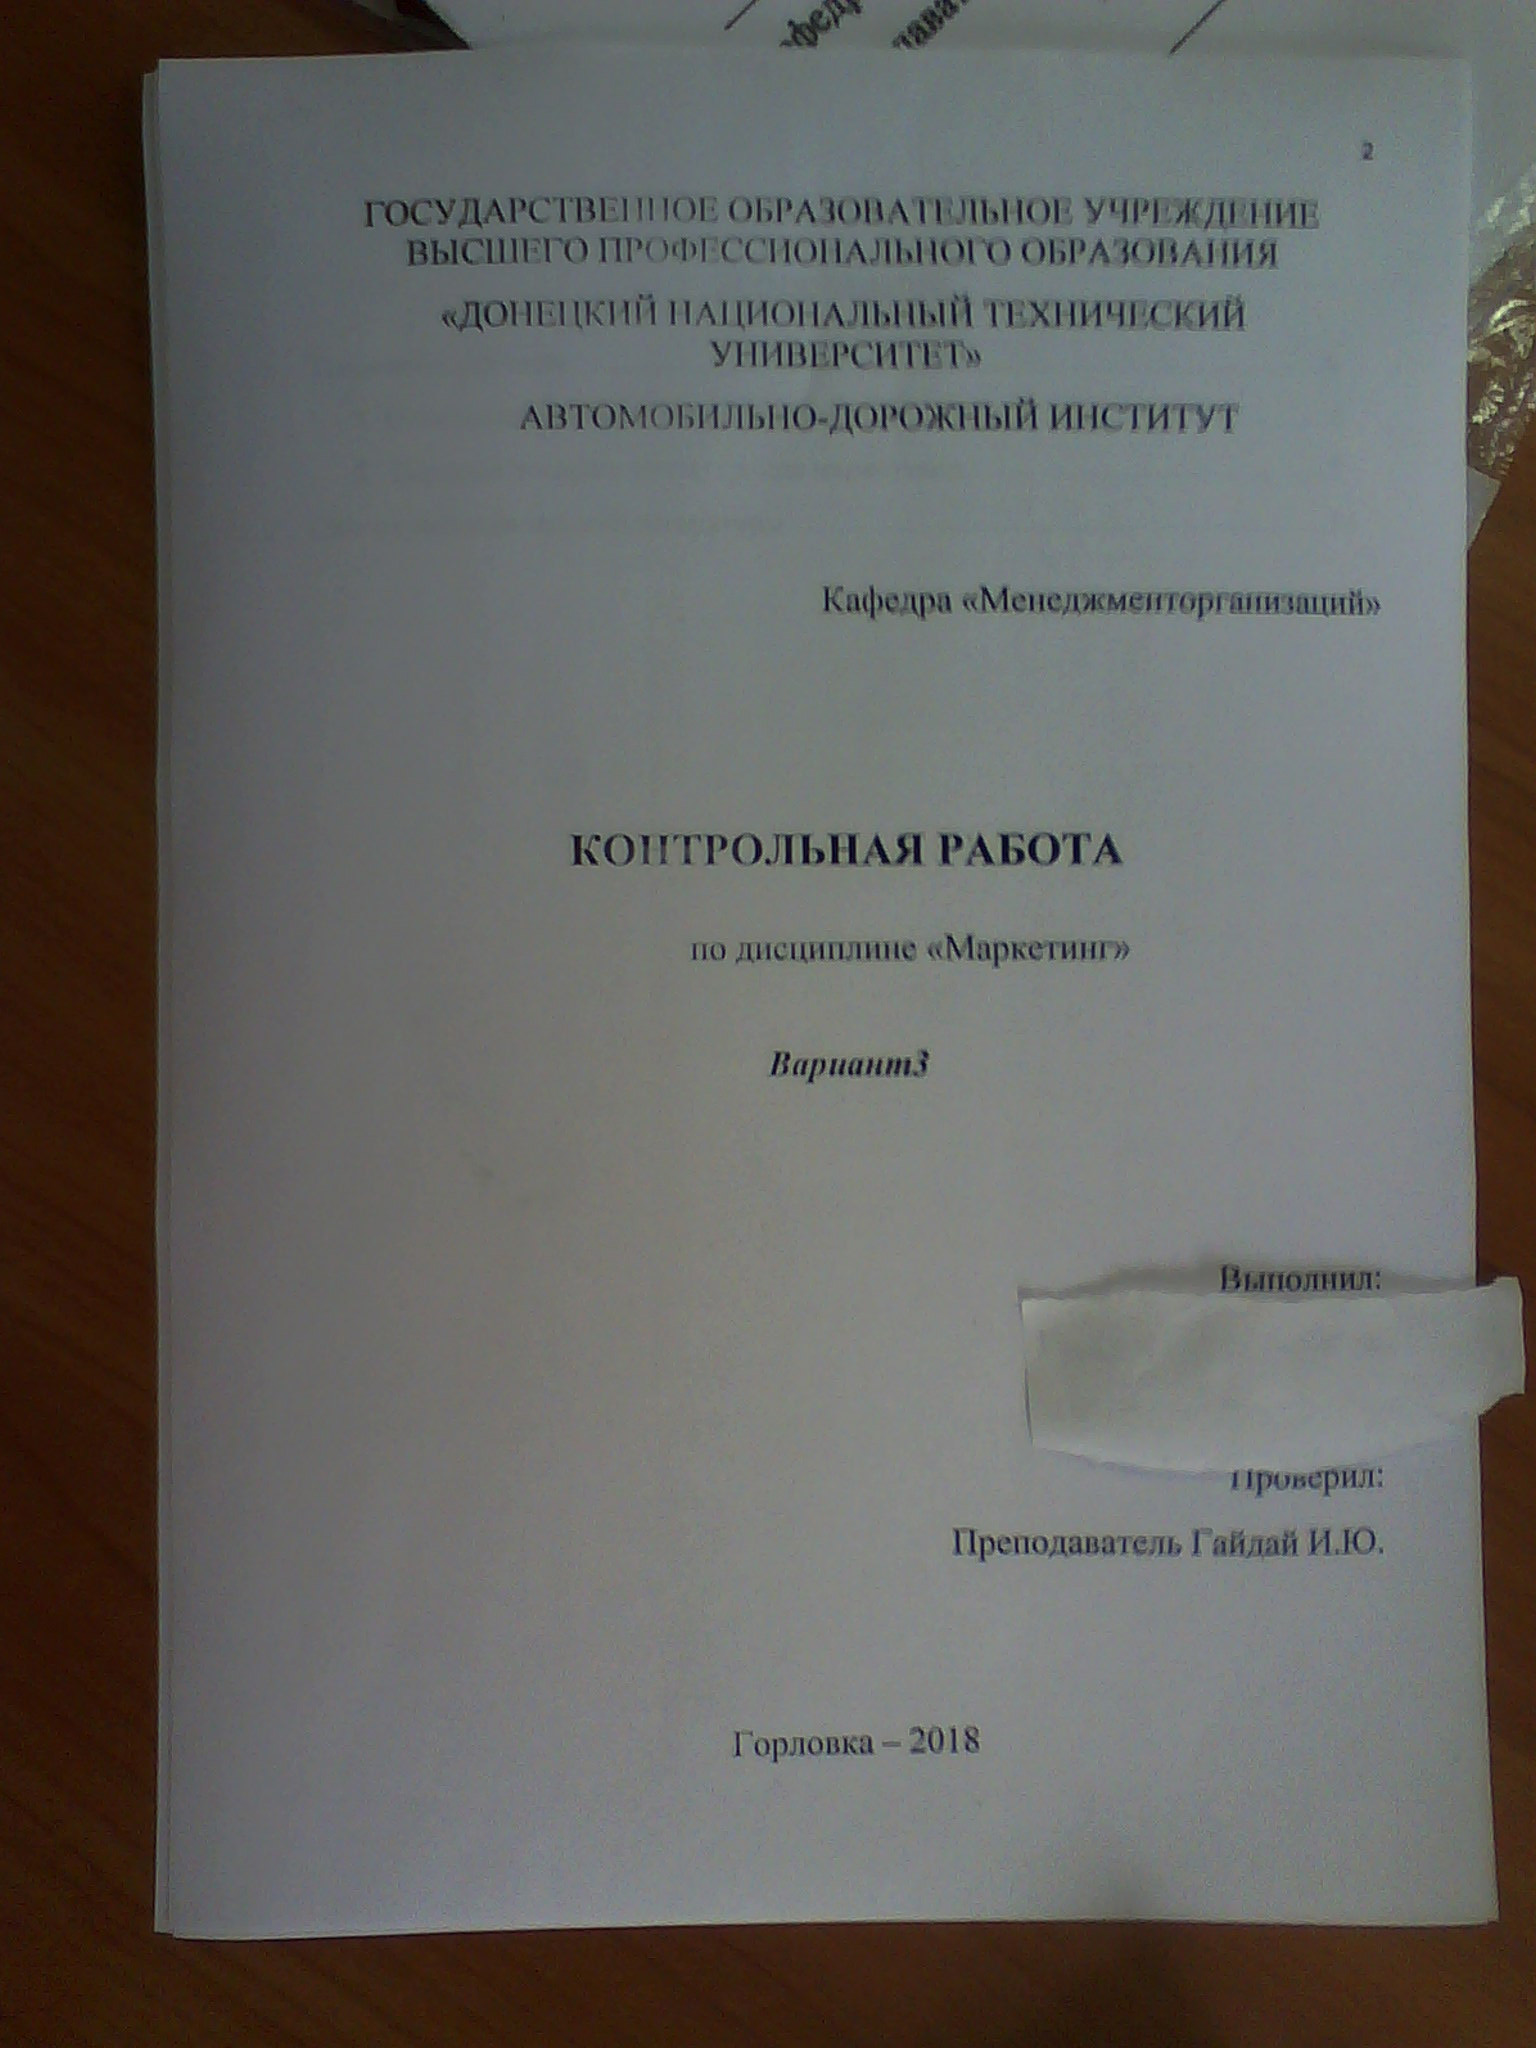 2
ГОСУДАРСТВЕННОЕ ОБРАЗОВАТЕЛЬНОЕ УЧРЕЖДЕНИЕ
ВЫСШЕГО ПРОФЕССИОНАЛЬНОГО ОБРАЗОВАНИЯ
«ДОНЕЦКИЙ НАЦИОНАЛЬНЫЙ ТЕХНИЧЕСКИЙ
УНИВЕРСИТЕТ»
АВТОМОБИЛЬНО-ДОРОЖНЫЙ ИНСТИТУТ
Кафедра «Менеджменторганизаций»
КОНТРОЛЬНАЯ РАБОТА
по дисциплине «Маркетинг»
Вариант3
Выполнил:
Проверил:
Преподаватель Гайдай И.Ю.
Горловка – 2018